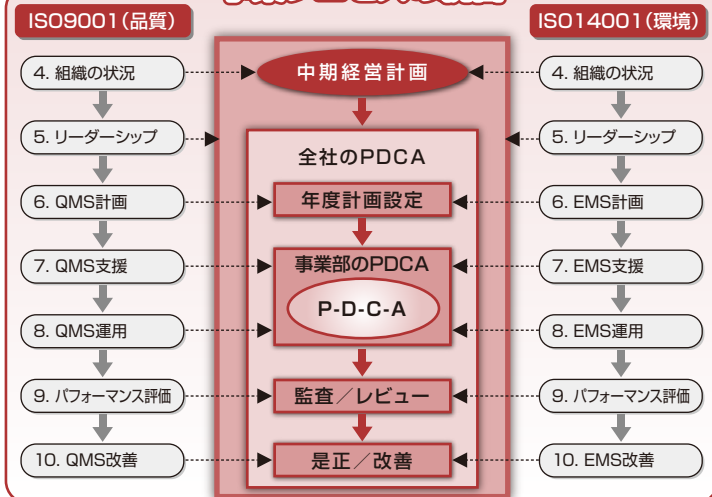 ISO9001（品質）
4. 組織の状況
5. リーダーシップ
6. QMS計画
7. QMS支援
8. QMS運用
9. パフォーマンス評価
10. QMS改善
中期経営計画
全社のPDCA
年度計画設定
事業部のPDCA
P-D-C-A
監査／レビュー
是正／改善
ISO14001（環境）
4. 組織の状況
5. リーダーシップ
6. EMS計画
7. EMS支援
8. EMS運用
9. パフォーマンス評価
10. EMS改善